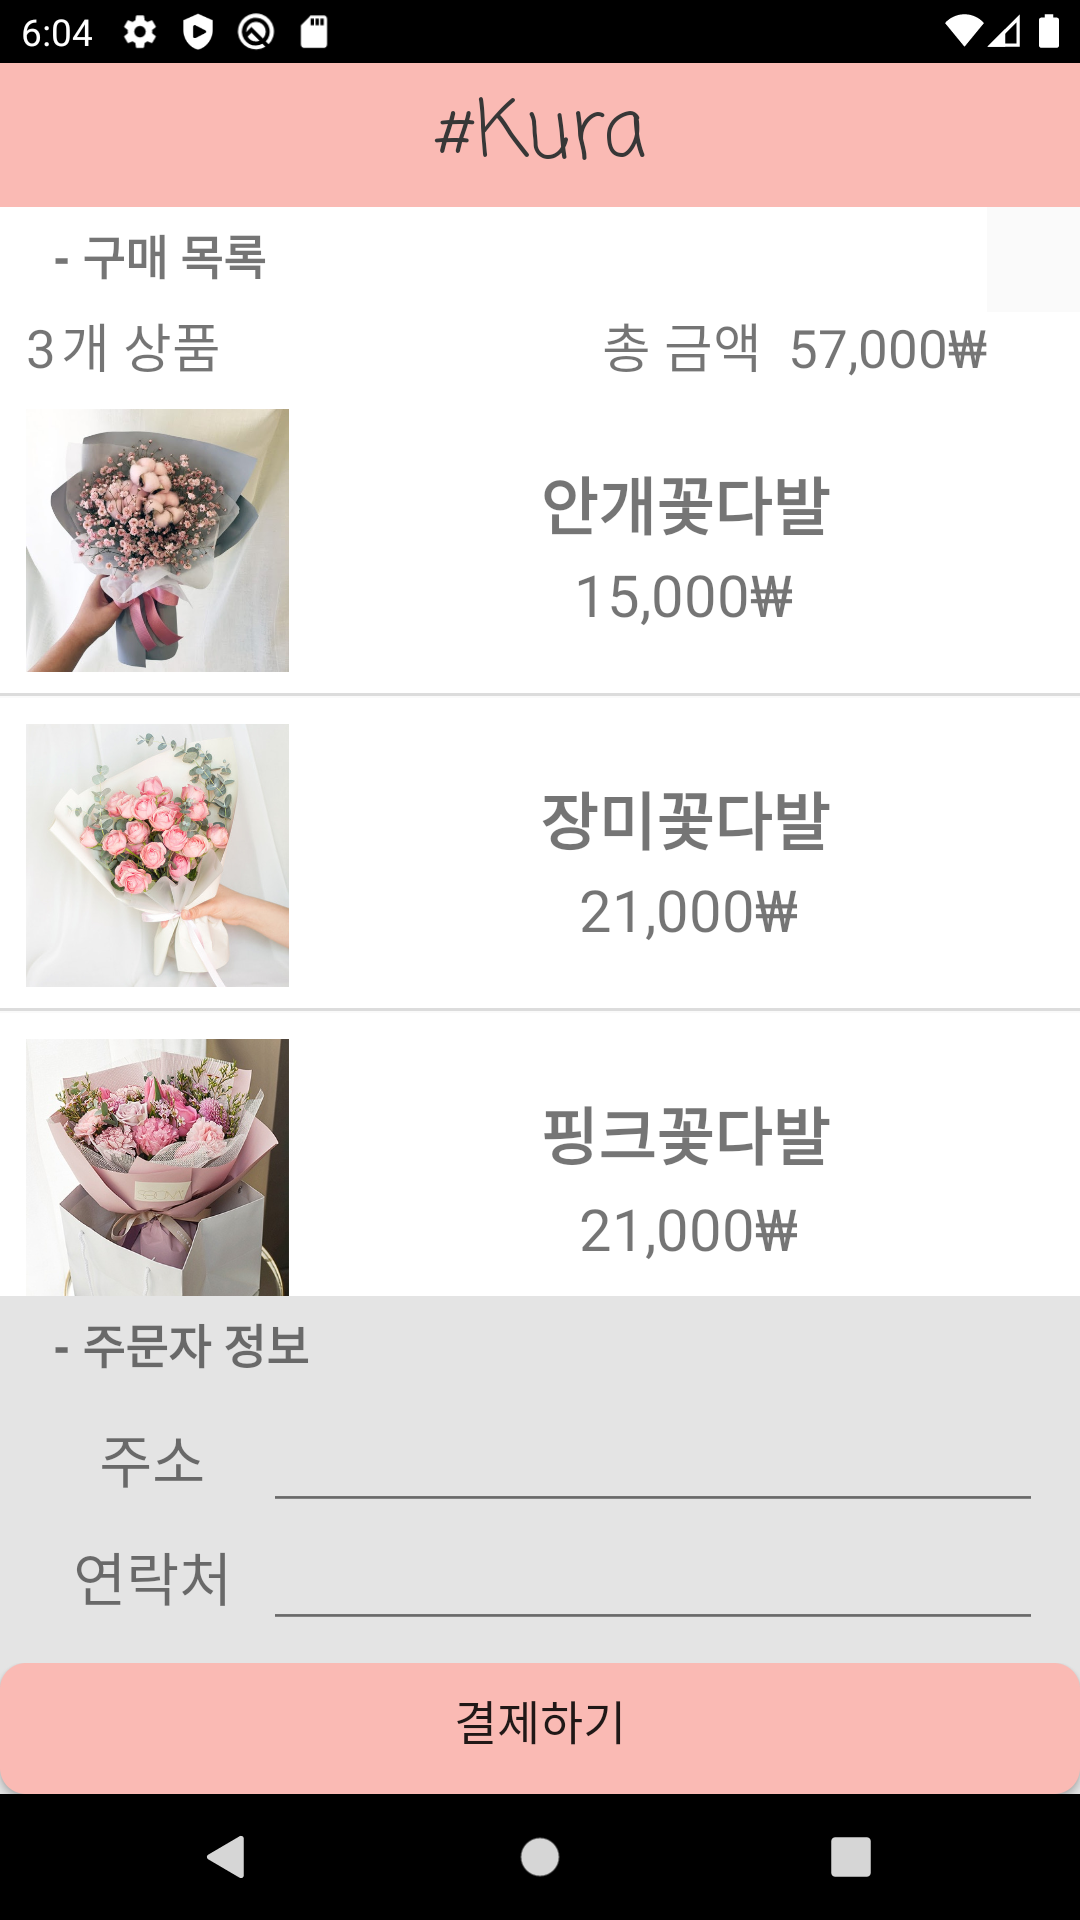 6:04
#Kura
- 구매 목록
3개 상품 총 금액 57,000₩
안개꽃다발
15,000₩
장미꽃다발
21,000₩
핑크꽃다발
21,000₩
- 주문자 정보
주소
연락처
결제하기